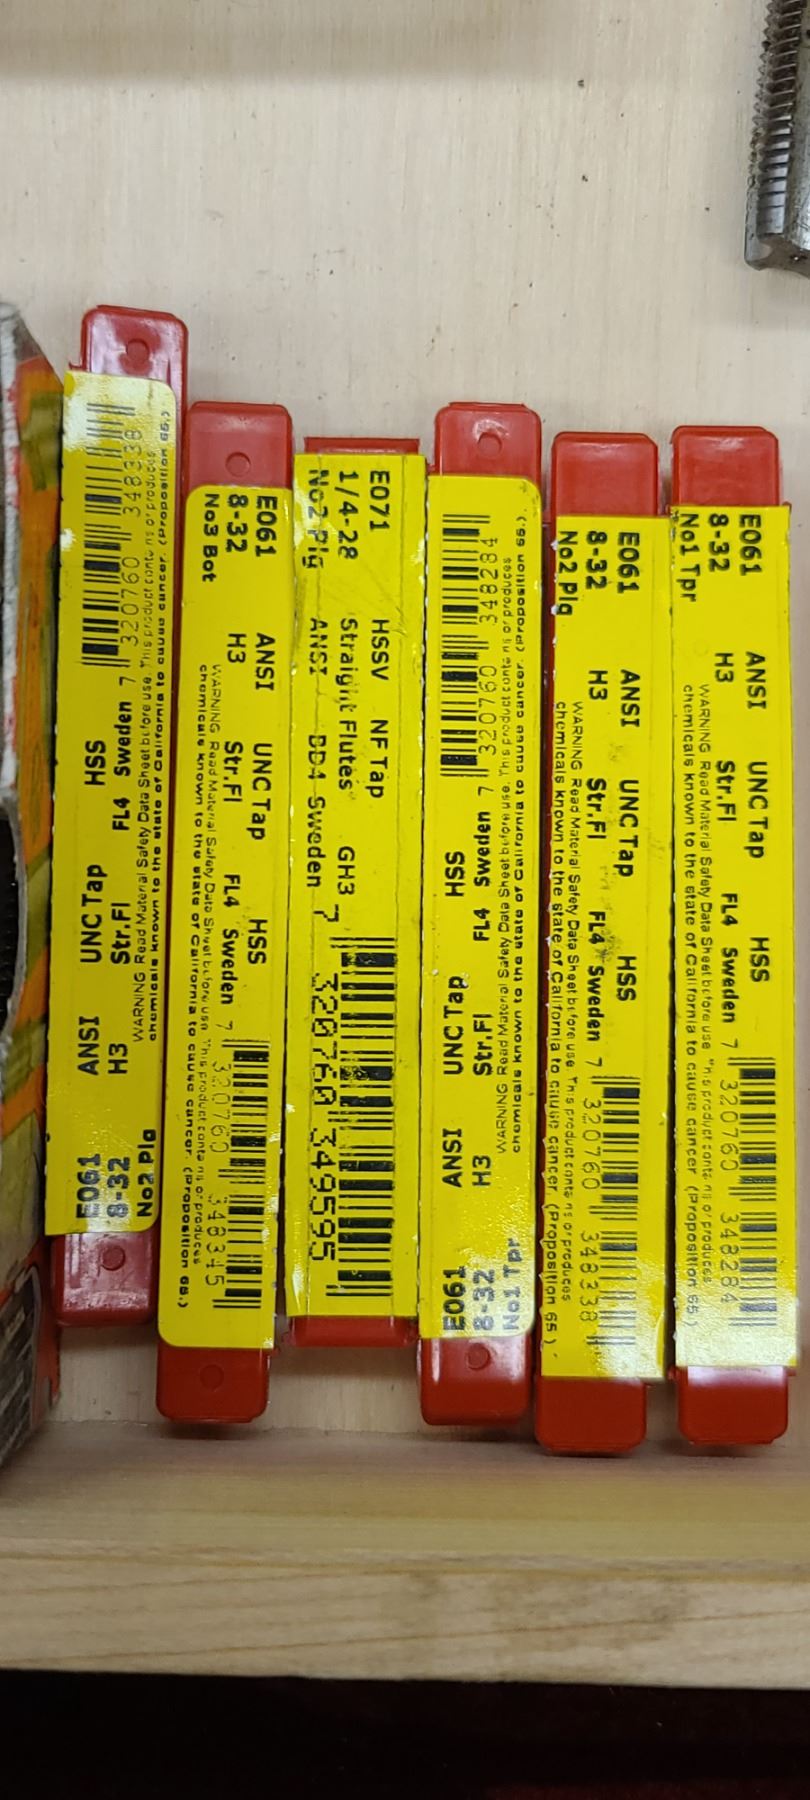 E061 ANSI UNC Tap HSS
8-32 H3 Str.Fl FL4 Sweden 7 320760 348338
No2 Plg WARNING Read Material Safety Data Sheet before use. This product contains or produces
chemicals known to the state of California to cause cancer. (Proposition 65.)
E061 ANSI UNC Tap HSS
8-32 H3 Str.Fl FL4 Sweden 7 320760 348345
No3 Bot WARNING Read Material Safety Data Sheet before use. This product contains or produces
chemicals known to the state of California to cause cancer. (Proposition 65.)
E071 HSSV NF Tap
1/4-28 Straight Flutes GH3
No2 Plg ANSI BD4 Sweden 7 320760 349595
E061 ANSI UNC Tap HSS
8-32 H3 Str.Fl FL4 Sweden 7 320760 348284
No1 Tpr WARNING Read Material Safety Data Sheet before use. This product contains or produces
chemicals known to the state of California to cause cancer. (Proposition 65.)
E061 ANSI UNC Tap HSS
8-32 H3 Str.Fl FL4 Sweden 7 320760 348338
No2 Plg WARNING Read Material Safety Data Sheet before use. This product contains or produces
chemicals known to the state of California to cause cancer. (Proposition 65.)
E061 ANSI UNC Tap HSS
8-32 H3 Str.Fl FL4 Sweden 7 320760 348284
No1 Tpr WARNING Read Material Safety Data Sheet before use. This product contains or produces
chemicals known to the state of California to cause cancer. (Proposition 65.)